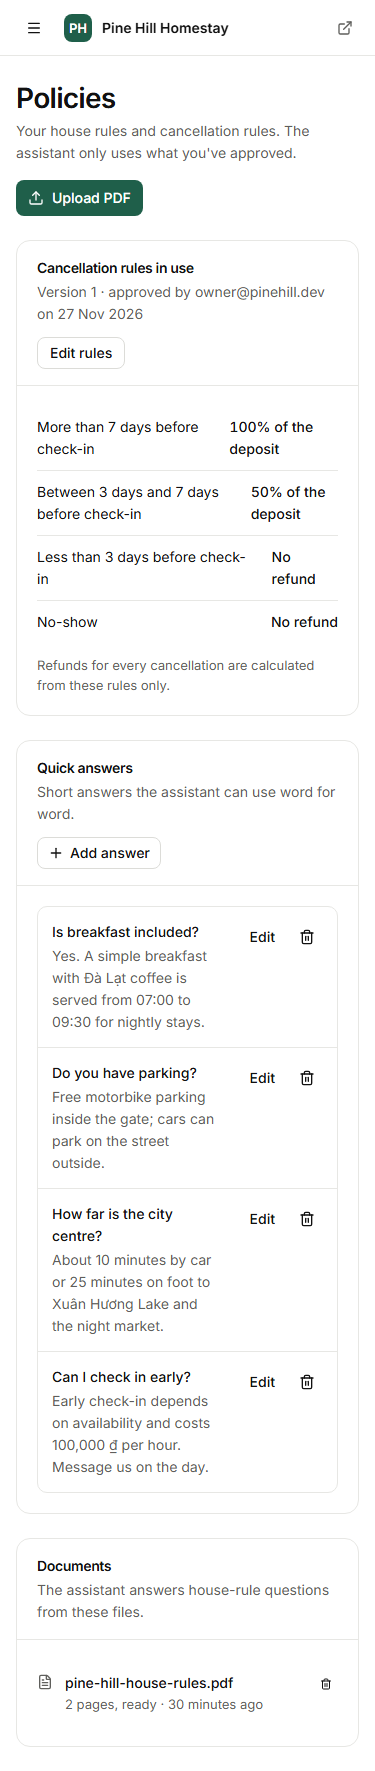 PH Pine Hill Homestay
Policies
Your house rules and cancellation rules. The
assistant only uses what you've approved.
Upload PDF
Cancellation rules in use
Version 1 · approved by owner@pinehill.dev
on 27 Nov 2026
Edit rules
More than 7 days before
check-in
100% of the
deposit
Between 3 days and 7 days
before check-in
50% of the
deposit
Less than 3 days before check-
in
No
refund
No-show
No refund
Refunds for every cancellation are calculated
from these rules only.
Quick answers
Short answers the assistant can use word for
word.
Add answer
Is breakfast included?
Yes. A simple breakfast
with Đà Lạt coffee is
served from 07:00 to
09:30 for nightly stays.
Edit
Do you have parking?
Free motorbike parking
inside the gate; cars can
park on the street
outside.
Edit
How far is the city
centre?
About 10 minutes by car
or 25 minutes on foot to
Xuân Hương Lake and
the night market.
Edit
Can I check in early?
Early check-in depends
on availability and costs
100,000 ₫ per hour.
Message us on the day.
Edit
Documents
The assistant answers house-rule questions
from these files.
pine-hill-house-rules.pdf
2 pages, ready · 30 minutes ago